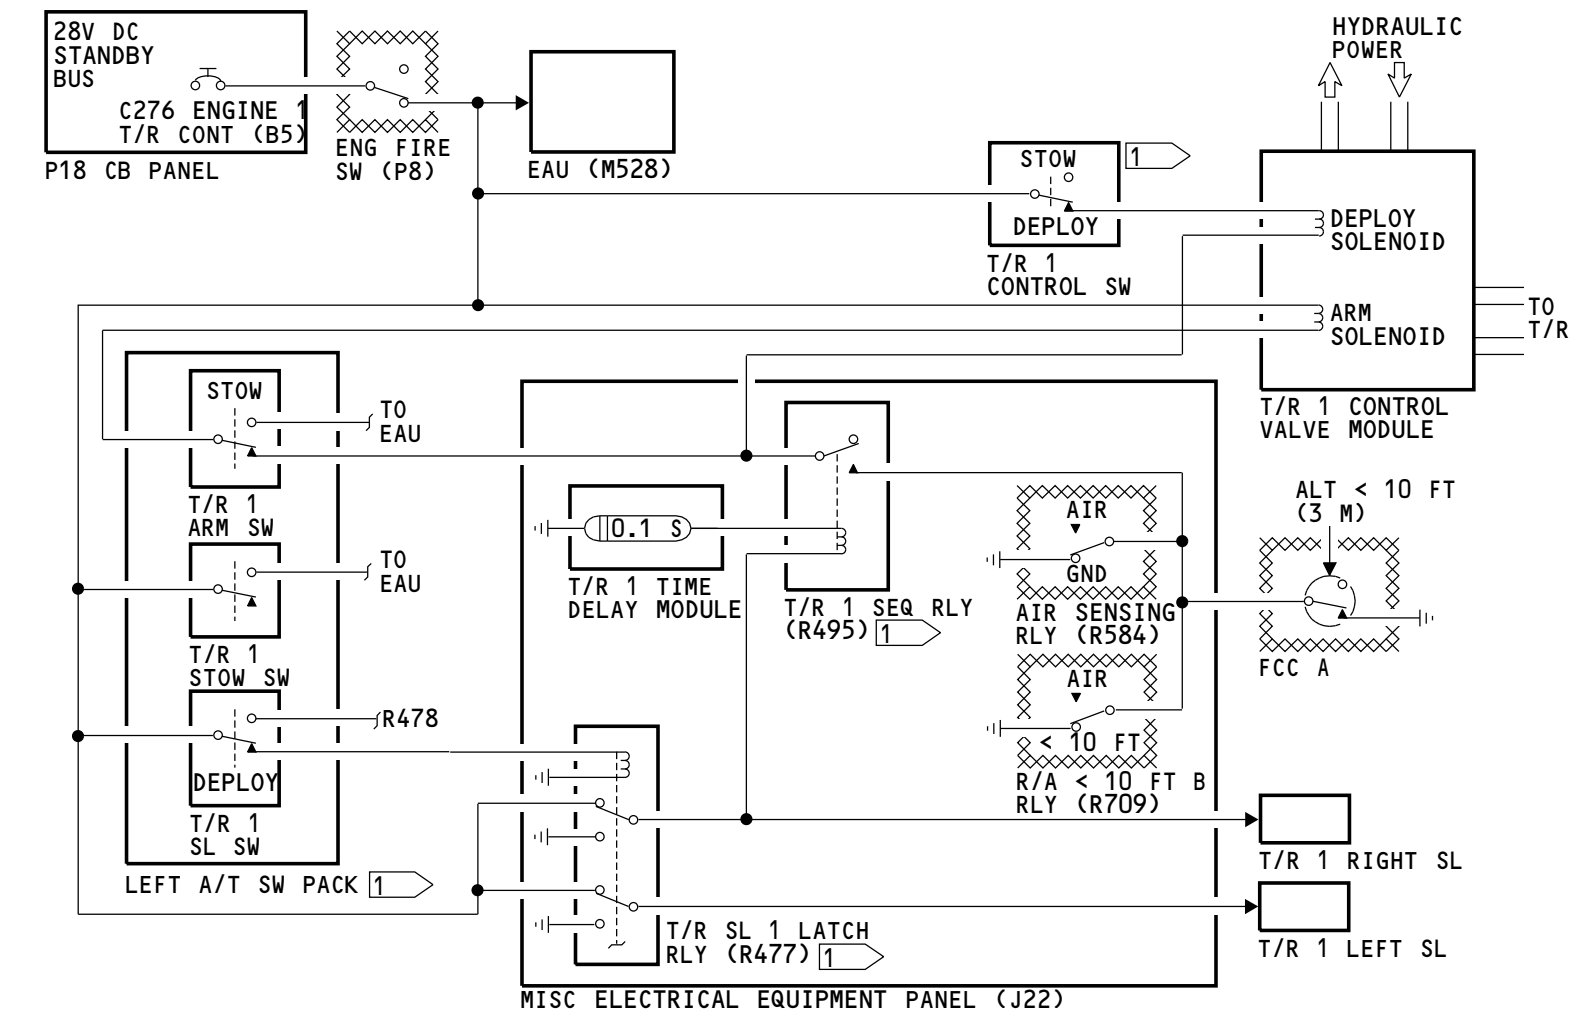 28V DC
STANDBY
BUS
C276 ENGINE 1
T/R CONT (B5)
P18 CB PANEL
ENG FIRE
SW (P8)
EAU (M528)
STOW
DEPLOY
1
T/R 1
CONTROL SW
HYDRAULIC
POWER
DEPLOY
SOLENOID
ARM
SOLENOID
TO
T/R
T/R 1 CONTROL
VALVE MODULE
STOW
TO
EAU
T/R 1
ARM SW
TO
EAU
T/R 1
STOW SW
R478
DEPLOY
T/R 1
SL SW
LEFT A/T SW PACK
1
0.1 S
T/R 1 TIME
DELAY MODULE
T/R 1 SEQ RLY
(R495)
1
AIR
GND
AIR SENSING
RLY (R584)
AIR
< 10 FT
R/A < 10 FT B
RLY (R709)
ALT < 10 FT
(3 M)
FCC A
T/R SL 1 LATCH
RLY (R477)
1
T/R 1 RIGHT SL
T/R 1 LEFT SL
MISC ELECTRICAL EQUIPMENT PANEL (J22)